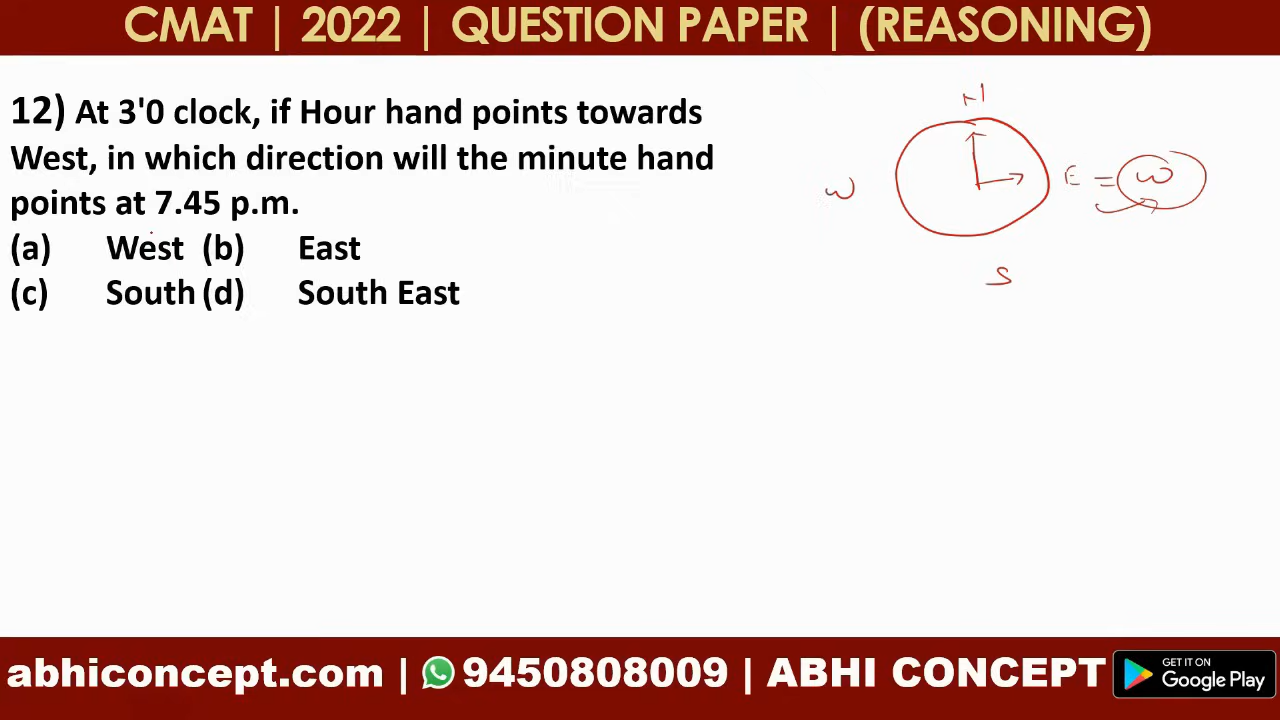 CMAT | 2022 | QUESTION PAPER | (REASONING)
12) At 3'0 clock, if Hour hand points towards
West, in which direction will the minute hand
points at 7.45 p.m.
(a) West (b) East
(c) South (d) South East
N
W E = W
S
abhiconcept.com | 9450808009 | ABHI CONCEPT
GET IT ON
Google Play